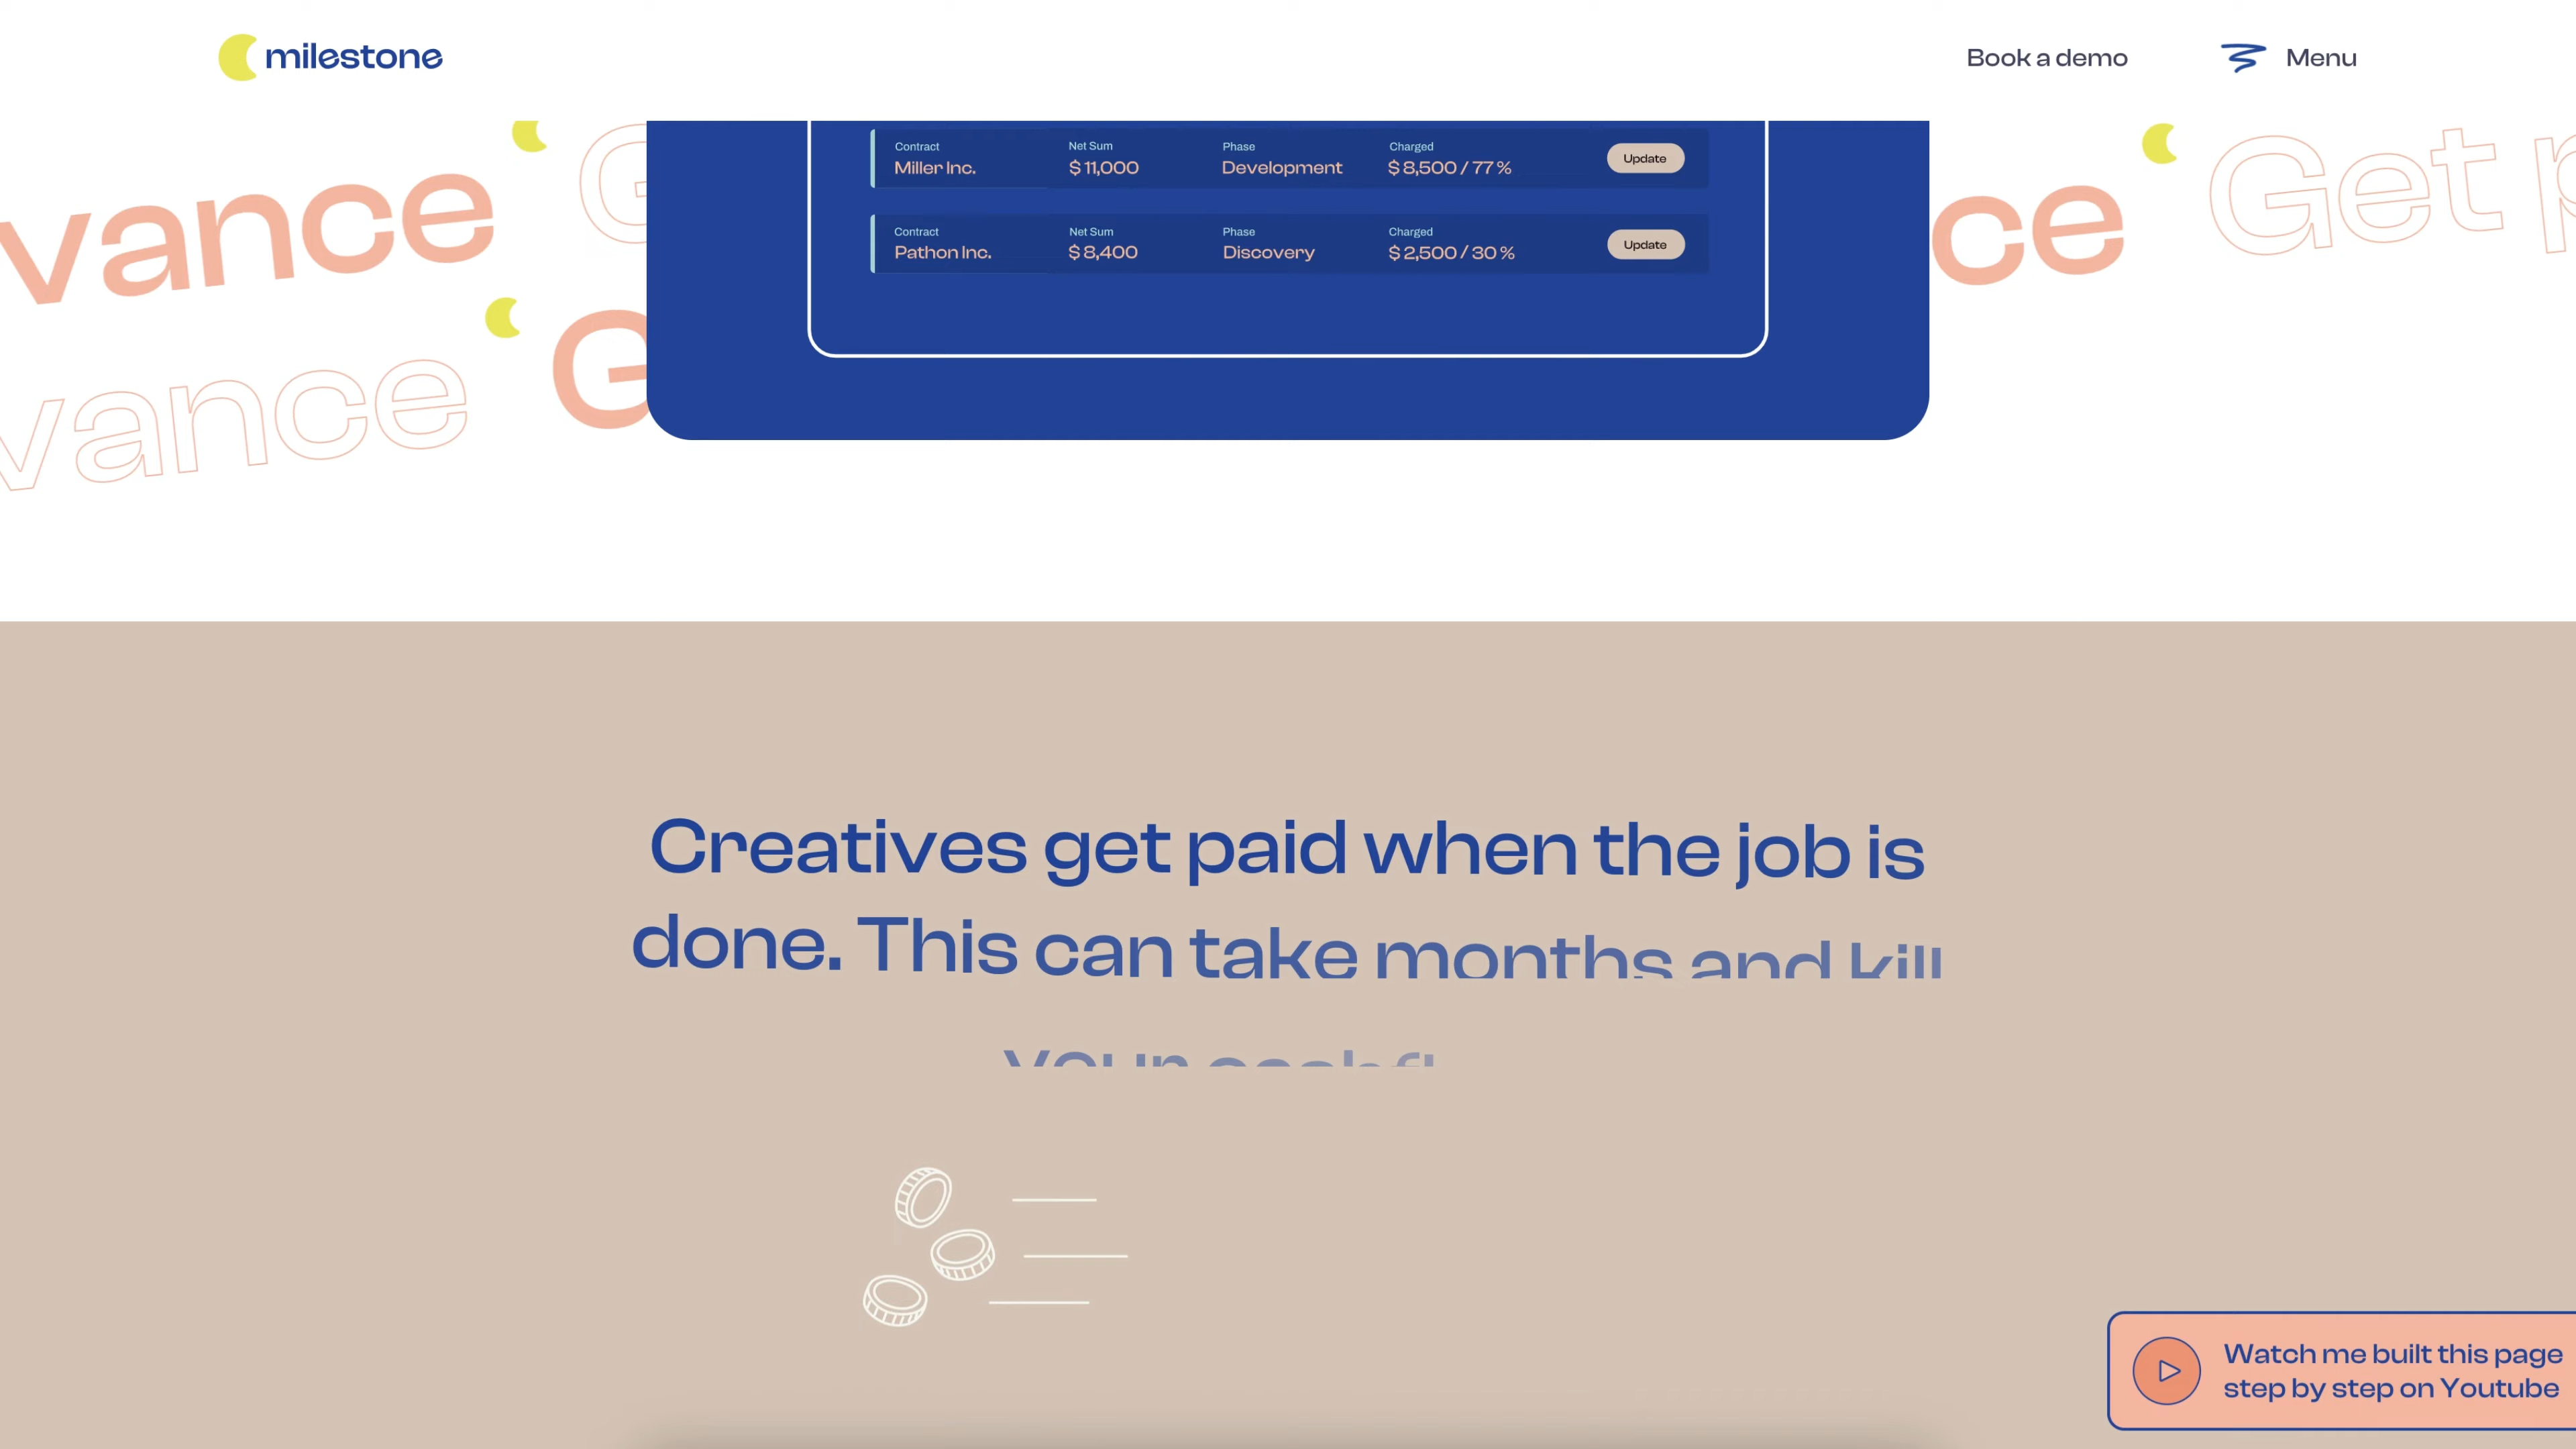 milestone
Book a demo
Menu
vance
ce
Get
Contract Net Sum Phase Charged
Miller Inc. $ 11,000 Development $ 8,500 / 77 % Update
Contract Net Sum Phase Charged
Pathon Inc. $ 8,400 Discovery $ 2,500 / 30 % Update
vance
G
Creatives get paid when the job is
done. This can take months and kill
your
Watch me built this page
step by step on Youtube